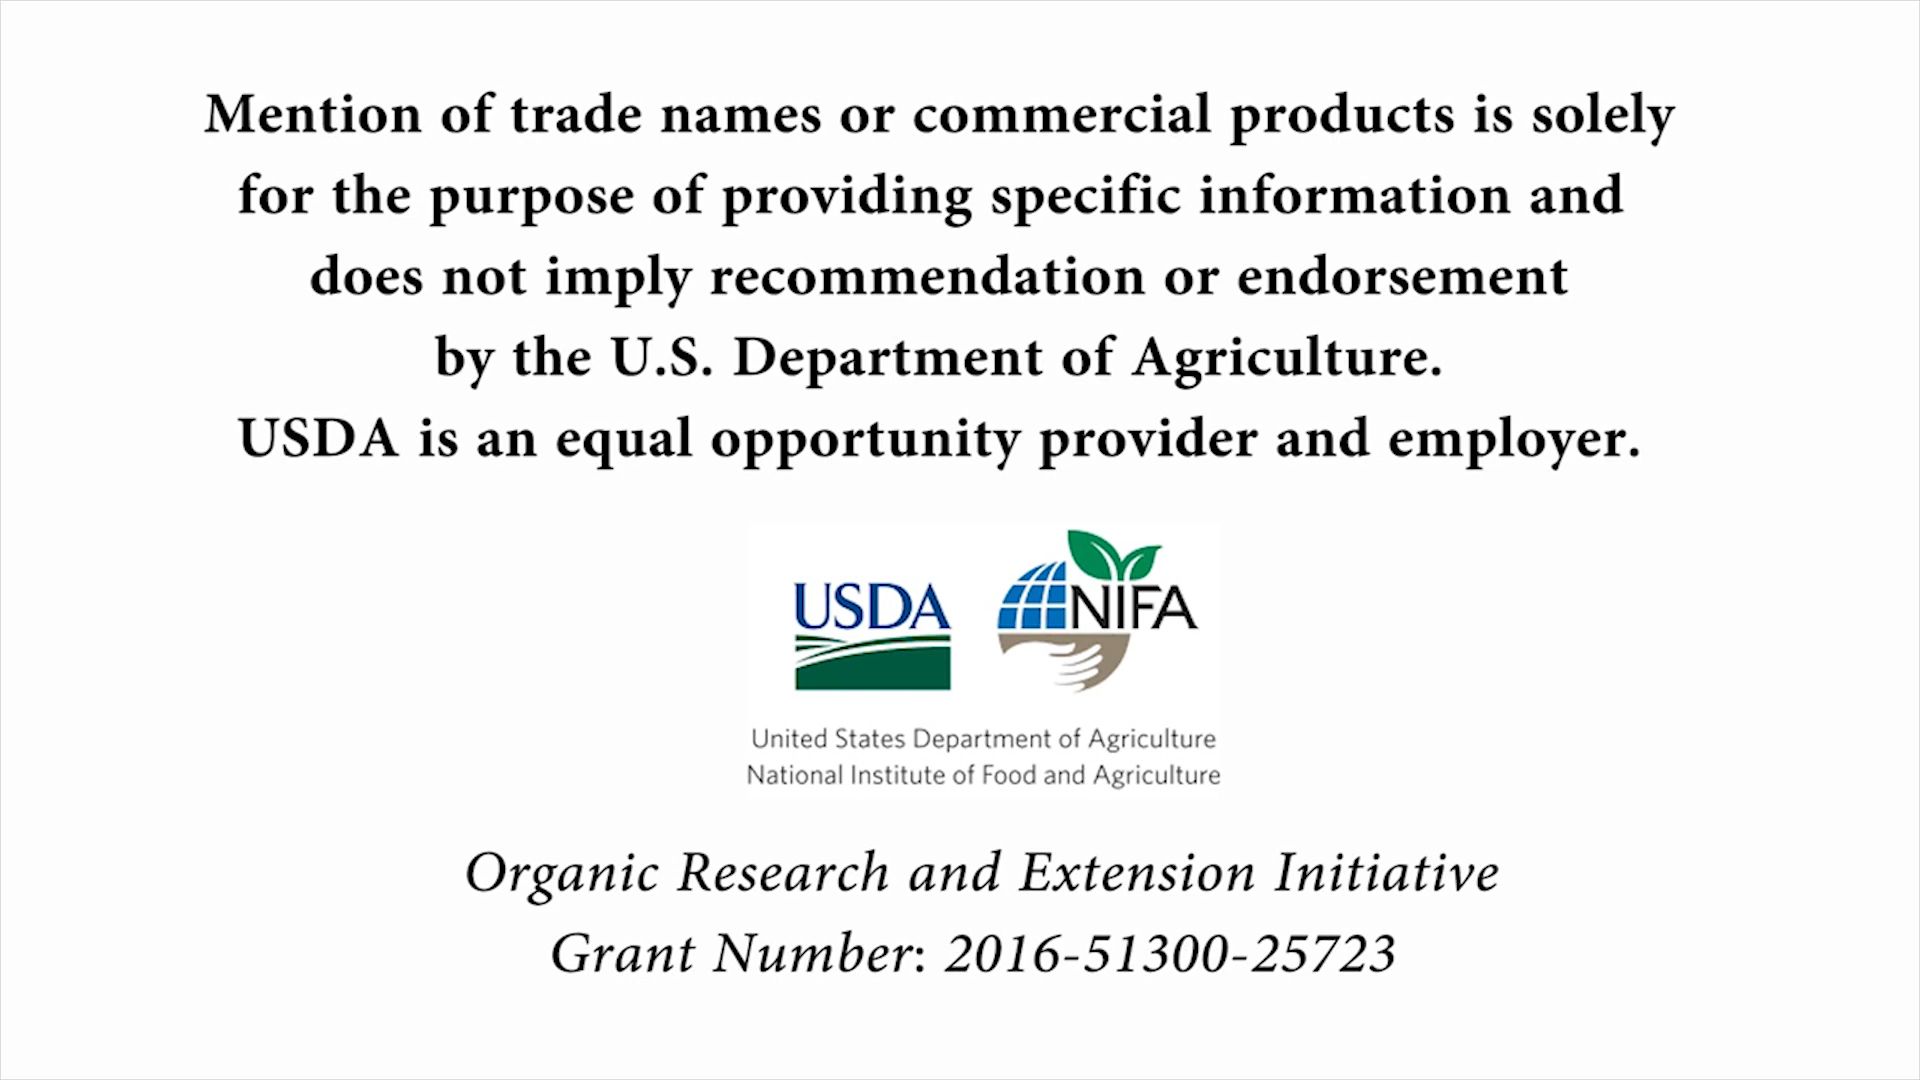 Mention of trade names or commercial products is solely
for the purpose of providing specific information and
does not imply recommendation or endorsement
by the U.S. Department of Agriculture.
USDA is an equal opportunity provider and employer.
USDA
NIFA
United States Department of Agriculture
National Institute of Food and Agriculture
Organic Research and Extension Initiative
Grant Number: 2016-51300-25723